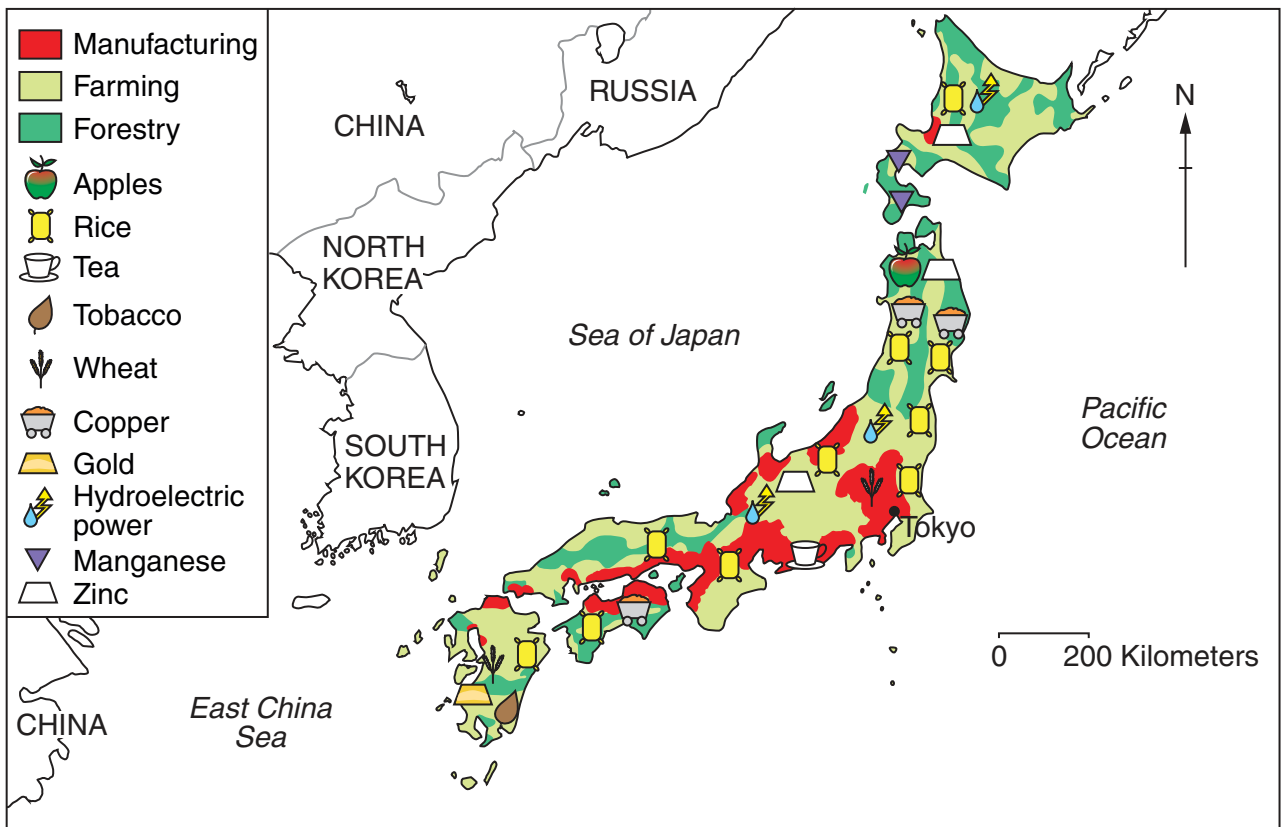 Manufacturing
Farming
Forestry
Apples
Rice
Tea
Tobacco
Wheat
Copper
Gold
Hydroelectric
power
Manganese
Zinc
RUSSIA
CHINA
N
NORTH
KOREA
Sea of Japan
Pacific
Ocean
SOUTH
KOREA
Tokyo
0 200 Kilometers
East China
Sea
CHINA